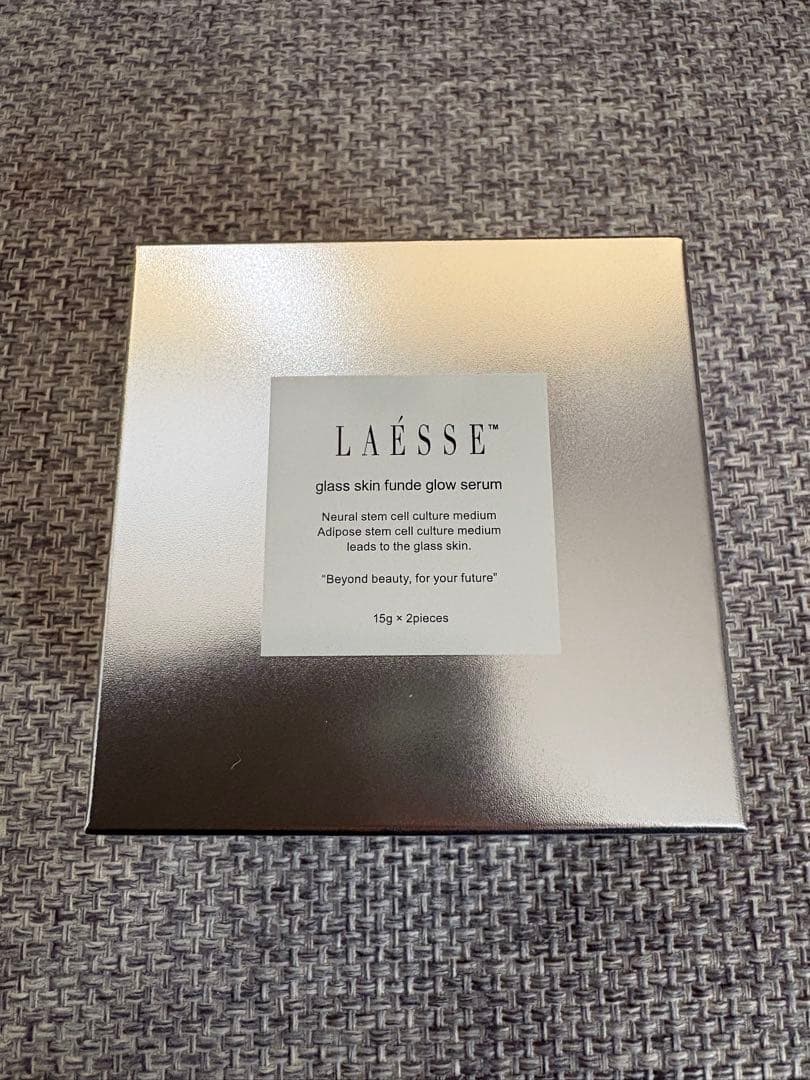 LAÉSSE™
glass skin funde glow serum
Neural stem cell culture medium
Adipose stem cell culture medium
leads to the glass skin.
“Beyond beauty, for your future”
15g × 2pieces